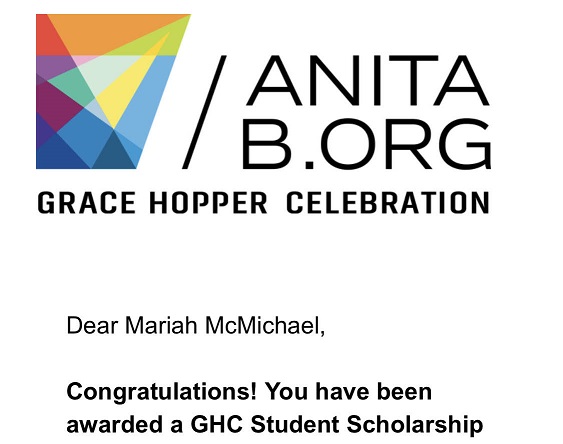 ANITA
B.ORG
GRACE HOPPER CELEBRATION
Dear Mariah McMichael,
Congratulations! You have been
awarded a GHC Student Scholarship